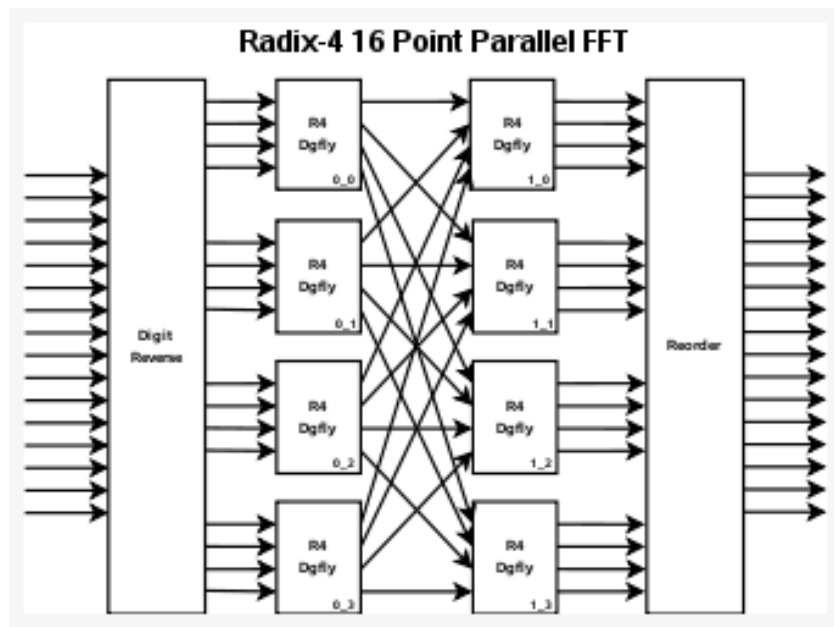 Radix-4 16 Point Parallel FFT
Digit
Reverse
R4
Dgfly
0_0
R4
Dgfly
0_1
R4
Dgfly
0_2
R4
Dgfly
0_3
R4
Dgfly
1_0
R4
Dgfly
1_1
R4
Dgfly
1_2
R4
Dgfly
1_3
Reorder